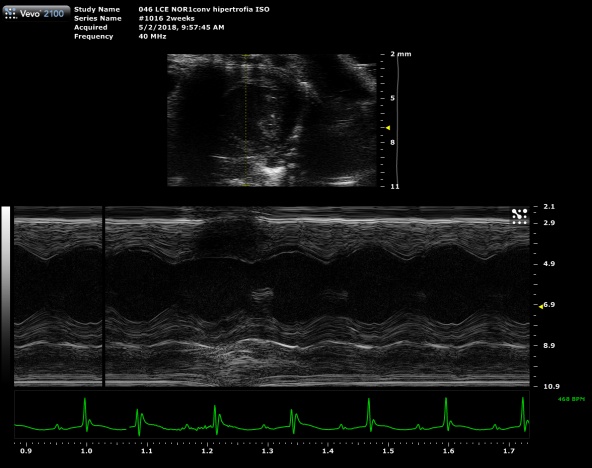 Vevo 2100
Study Name 046 LCE NOR1conv hipertrofia ISO
Series Name #1016 2weeks
Acquired 5/2/2018, 9:57:45 AM
Frequency 40 MHz
2 mm
5
8
11
2.1
2.9
4.9
6.9
8.9
10.9
468 BPM
0.9 1.0 1.1 1.2 1.3 1.4 1.5 1.6 1.7